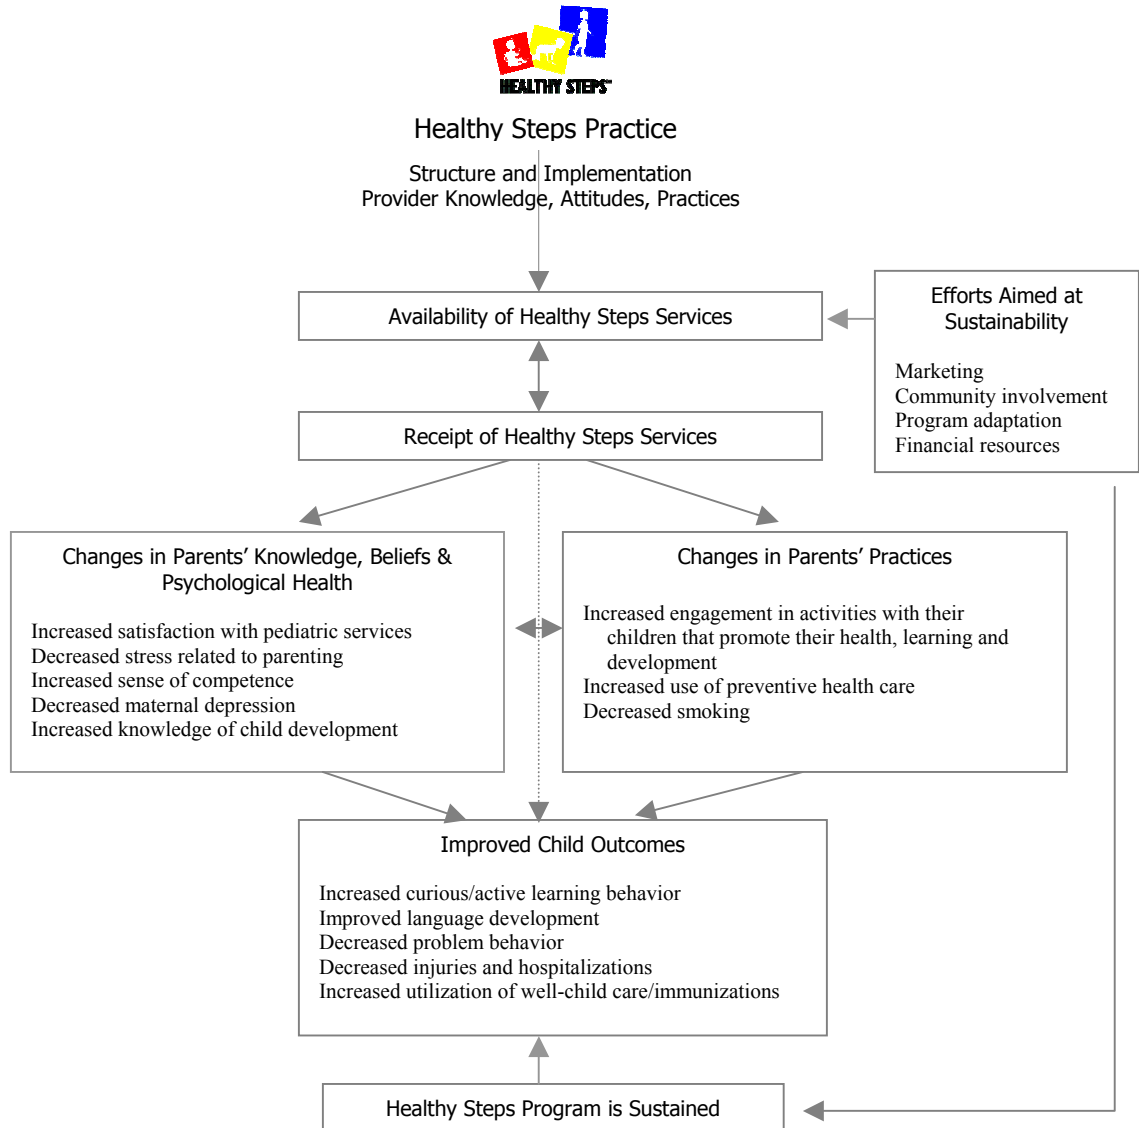 HEALTHY STEPS™
Healthy Steps Practice
Structure and Implementation
Provider Knowledge, Attitudes, Practices
Availability of Healthy Steps Services
Efforts Aimed at
Sustainability
Marketing
Community involvement
Program adaptation
Financial resources
Receipt of Healthy Steps Services
Changes in Parents’ Knowledge, Beliefs &
Psychological Health
Increased satisfaction with pediatric services
Decreased stress related to parenting
Increased sense of competence
Decreased maternal depression
Increased knowledge of child development
Changes in Parents’ Practices
Increased engagement in activities with their
children that promote their health, learning and
development
Increased use of preventive health care
Decreased smoking
Improved Child Outcomes
Increased curious/active learning behavior
Improved language development
Decreased problem behavior
Decreased injuries and hospitalizations
Increased utilization of well-child care/immunizations
Healthy Steps Program is Sustained